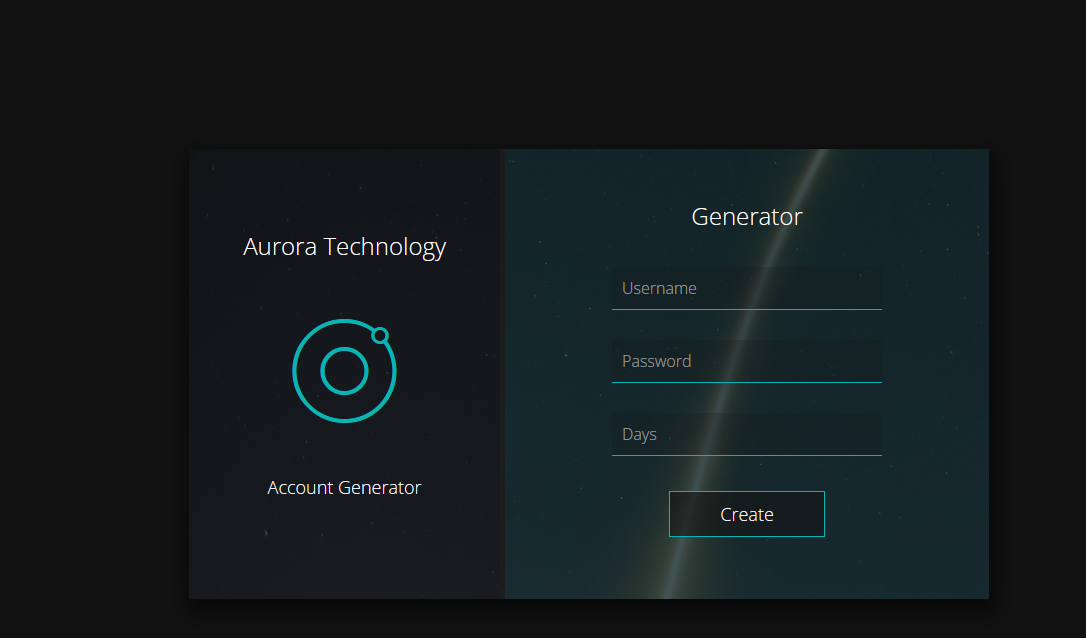 Aurora Technology
Account Generator
Generator
Username
Password
Days
Create